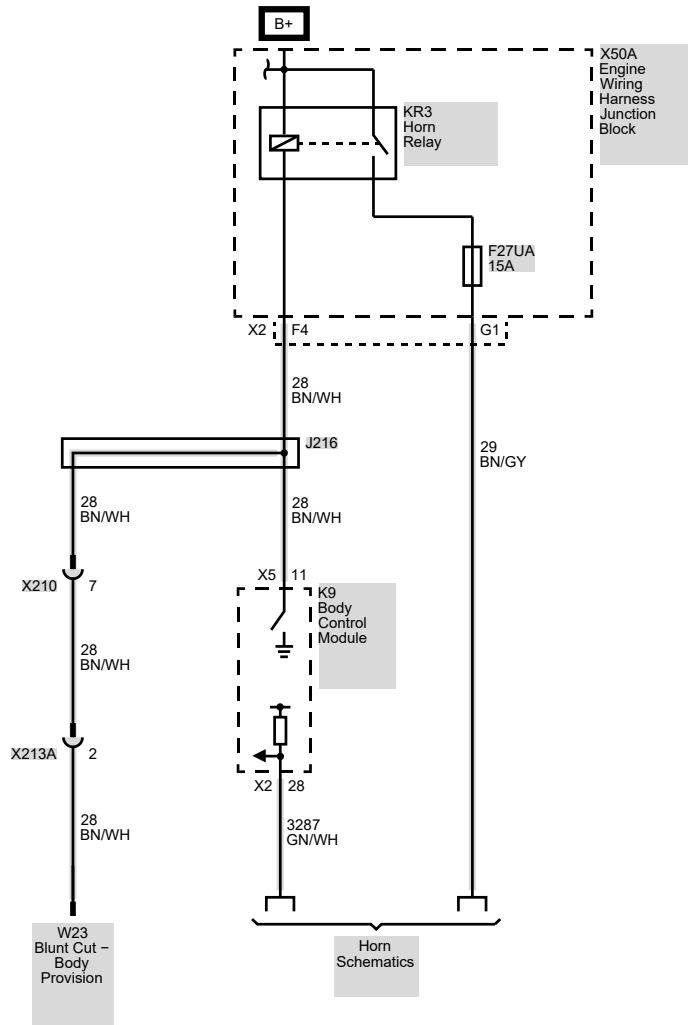 B+
X50A
Engine
Wiring
Harness
Junction
Block
KR3
Horn
Relay
F27UA
15A
X2
F4
G1
28
BN/WH
J216
29
BN/GY
28
BN/WH
28
BN/WH
X5
11
X210
7
K9
Body
Control
Module
28
BN/WH
X213A
2
X2
28
28
BN/WH
3287
GN/WH
W23
Blunt Cut −
Body
Provision
Horn
Schematics